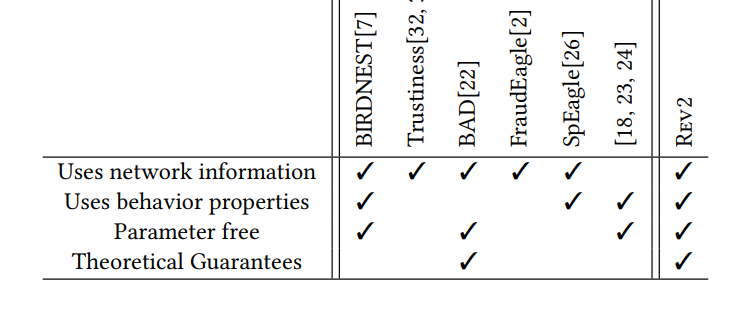 BIRDNEST[7] Trustiness[32, BAD[22] FraudEagle[2] SpEagle[26] [18, 23, 24] REV2
Uses network information ✓ ✓ ✓ ✓ ✓ ✓
Uses behavior properties ✓ ✓ ✓ ✓
Parameter free ✓ ✓ ✓ ✓
Theoretical Guarantees ✓ ✓